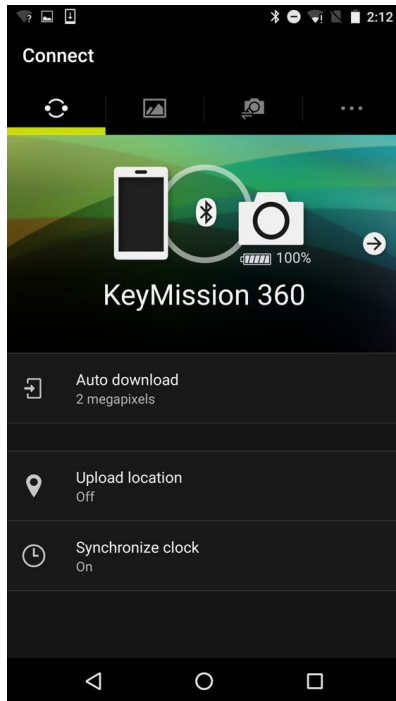 2:12
Connect
100%
KeyMission 360
Auto download
2 megapixels
Upload location
Off
Synchronize clock
On